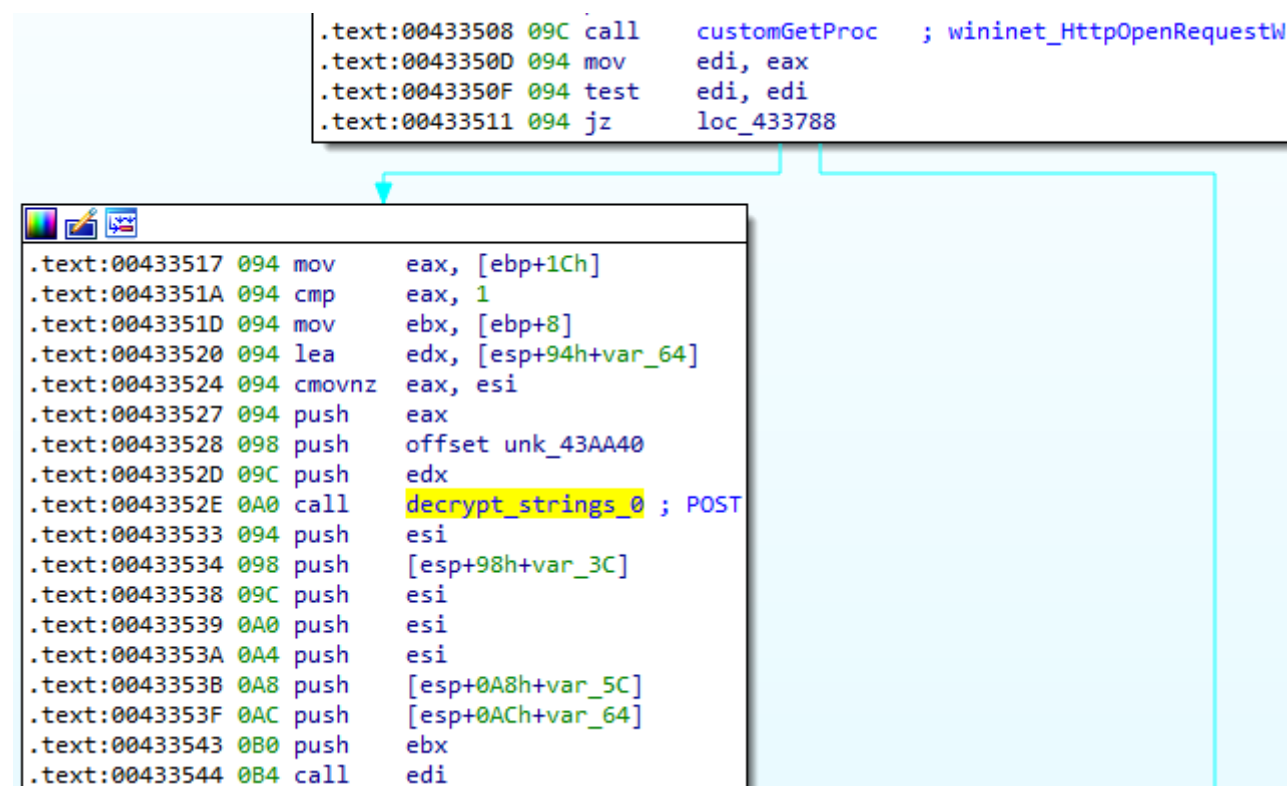 .text:00433508 09C call customGetProc ; wininet_HttpOpenRequestW
.text:0043350D 094 mov edi, eax
.text:0043350F 094 test edi, edi
.text:00433511 094 jz loc_433788
.text:00433517 094 mov eax, [ebp+1Ch]
.text:0043351A 094 cmp eax, 1
.text:0043351D 094 mov ebx, [ebp+8]
.text:00433520 094 lea edx, [esp+94h+var_64]
.text:00433524 094 cmovnz eax, esi
.text:00433527 094 push eax
.text:00433528 098 push offset unk_43AA40
.text:0043352D 09C push edx
.text:0043352E 0A0 call decrypt_strings_0 ; POST
.text:00433533 094 push esi
.text:00433534 098 push [esp+98h+var_3C]
.text:00433538 09C push esi
.text:00433539 0A0 push esi
.text:0043353A 0A4 push esi
.text:0043353B 0A8 push [esp+0A8h+var_5C]
.text:0043353F 0AC push [esp+0ACh+var_64]
.text:00433543 0B0 push ebx
.text:00433544 0B4 call edi